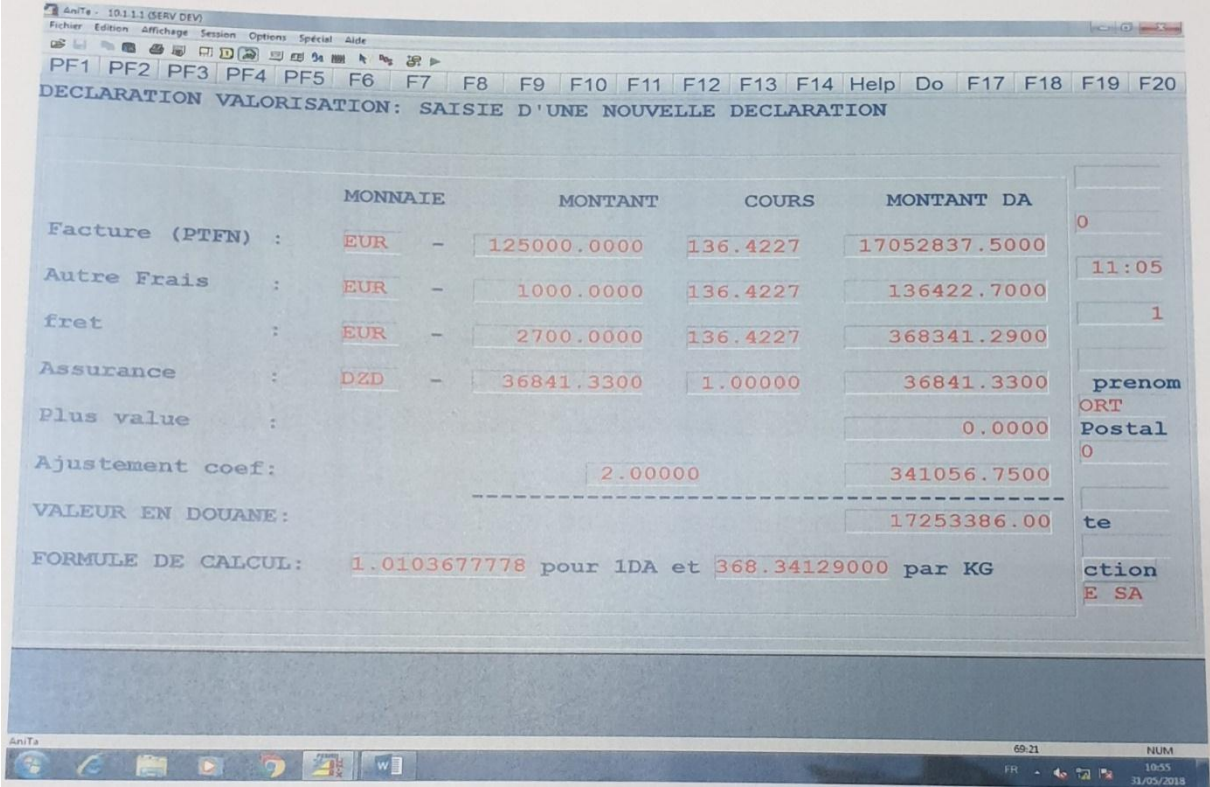 AniTa - 10.1.1.1 (SERV DEV)
Fichier Edition Affichage Session Options Spécial Aide
PF1 PF2 PF3 PF4 PF5 F6 F7 F8 F9 F10 F11 F12 F13 F14 Help Do F17 F18 F19 F20
DECLARATION VALORISATION: SAISIE D'UNE NOUVELLE DECLARATION
MONNAIE MONTANT COURS MONTANT DA
0
Facture (PTFN) : EUR - 125000.0000 136.4227 17052837.5000
11:05
Autre Frais : EUR - 1000.0000 136.4227 136422.7000
1
fret : EUR - 2700.0000 136.4227 368341.2900
Assurance : DZD - 36841.3300 1.00000 36841.3300 prenom
ORT
Plus value : 0.0000 Postal
0
Ajustement coef: 2.00000 341056.7500
VALEUR EN DOUANE: 17253386.00 te
FORMULE DE CALCUL: 1.0103677778 pour 1DA et 368.34129000 par KG ction
E SA
AniTa 69:21 NUM
FR 10:55
31/05/2018